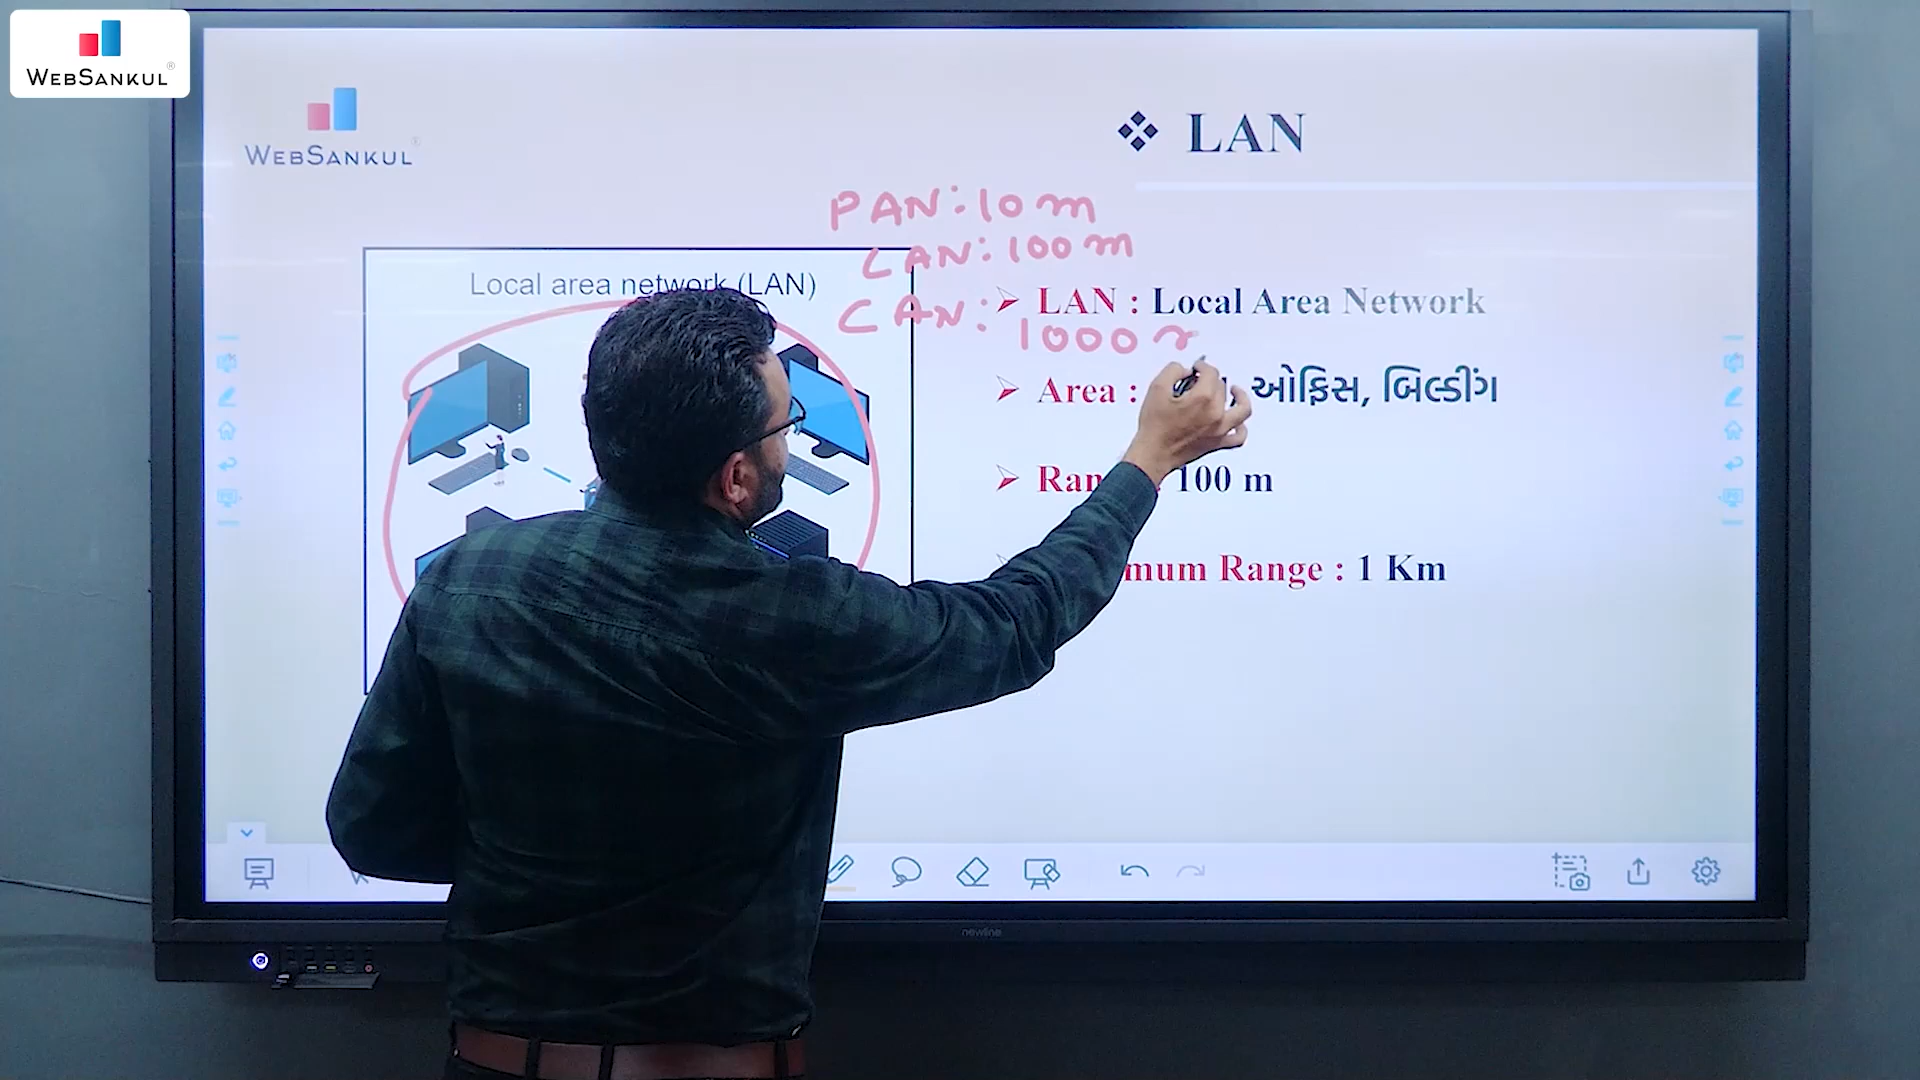 WEBSANKUL
WEBSANKUL
LAN
PAN: 10 m
LAN: 100 m
CAN: 1000
Local area network (LAN)
LAN : Local Area Network
Area : ઓફિસ, બિલ્ડીંગ
100 m
Range : 1 Km
newline